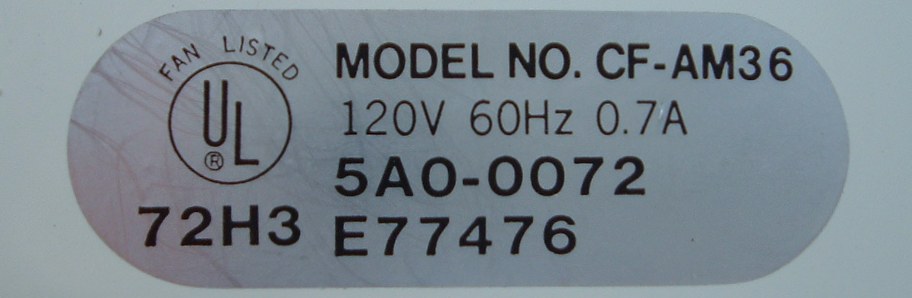 FAN LISTED
UL
®
72H3
MODEL NO. CF-AM36
120V 60Hz 0.7A
5A0-0072
E77476